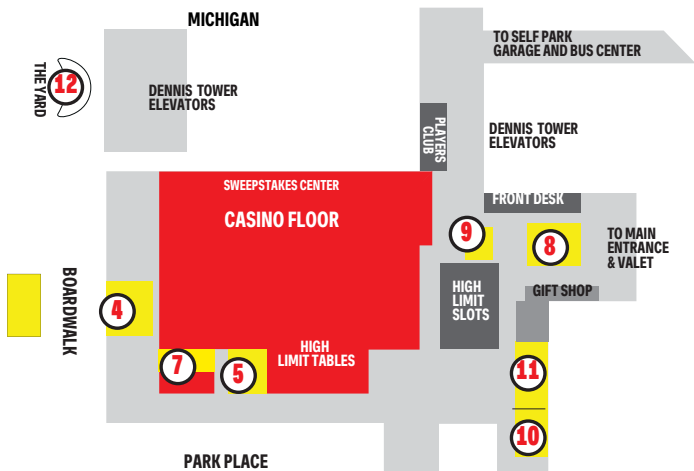 MICHIGAN
TO SELF PARK
GARAGE AND BUS CENTER
THE YARD
12
DENNIS TOWER
ELEVATORS
PLAYERS
CLUB
DENNIS TOWER
ELEVATORS
SWEEPSTAKES CENTER
CASINO FLOOR
FRONT DESK
9
8
TO MAIN
ENTRANCE
& VALET
BOARDWALK
4
HIGH
LIMIT
SLOTS
GIFT SHOP
7
5
HIGH
LIMIT TABLES
11
10
PARK PLACE